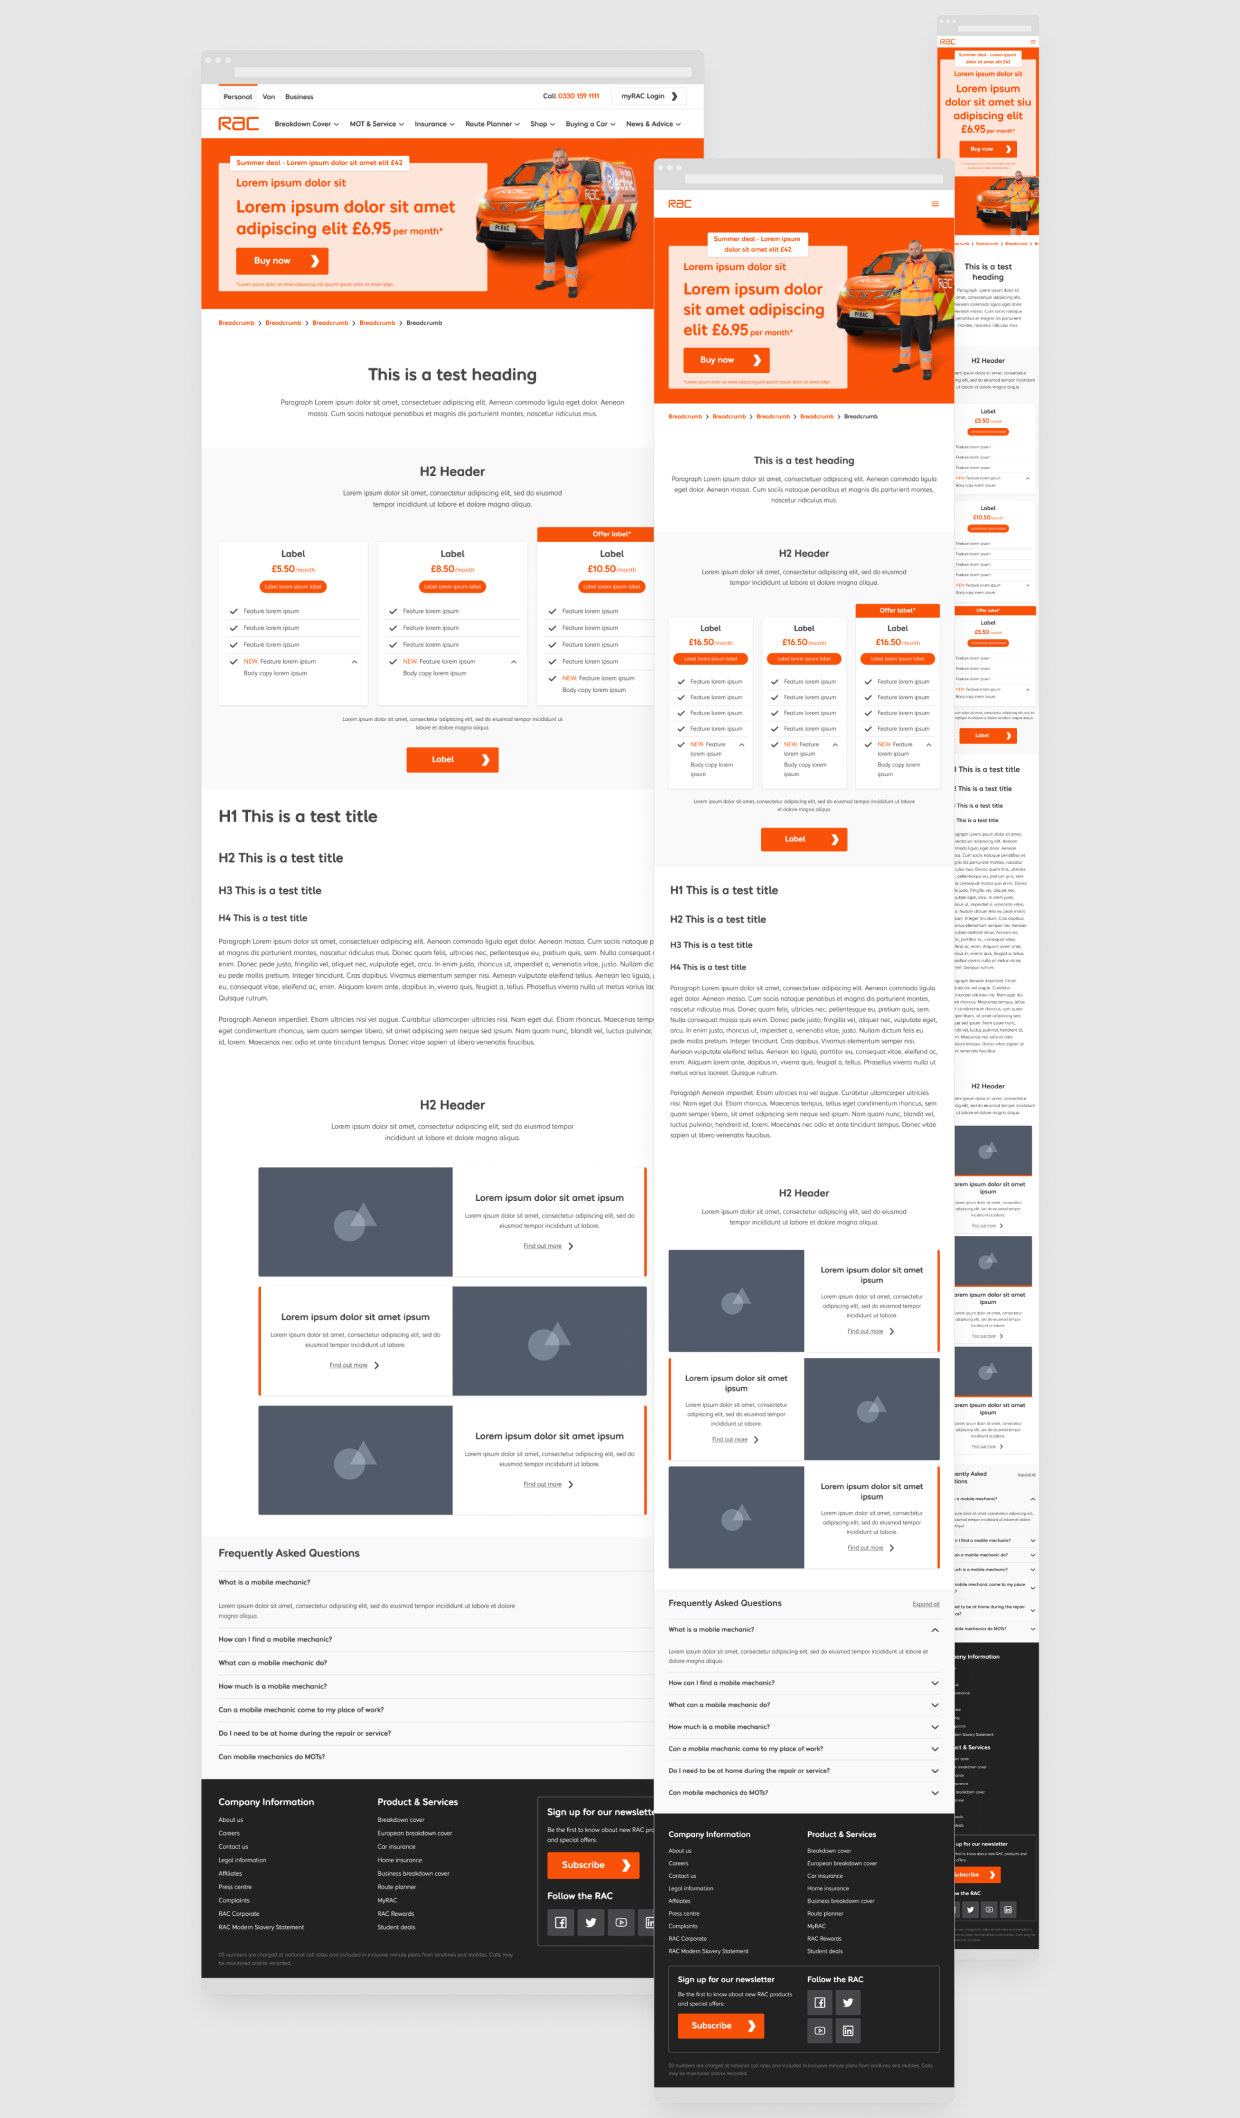 Personal Van Business
Call 0330 159 1111
myRAC Login
RAC
Breakdown Cover MOT & Service Insurance Route Planner Shop Buying a Car News & Advice
Summer deal - Lorem ipsum dolor sit amet elit £42
Lorem ipsum dolor sit
Lorem ipsum dolor sit amet
adipiscing elit £6.95 per month*
Buy now
*Lorem ipsum dolor sit amet adipiscing elit ipsum ipsum dolor sit amet adipi
Breadcrumb Breadcrumb Breadcrumb Breadcrumb Breadcrumb
This is a test heading
Paragraph Lorem ipsum dolor sit amet, consectetuer adipiscing elit. Aenean commodo ligula eget dolor. Aenean
massa. Cum sociis natoque penatibus et magnis dis parturient montes, nascetur ridiculus mus.
H2 Header
Lorem ipsum dolor sit amet, consectetur adipiscing elit, sed do eiusmod
tempor incididunt ut labore et dolore magna aliqua.
Label
£5.50/month
Label lorem ipsum label
Feature lorem ipsum
Feature lorem ipsum
Feature lorem ipsum
NEW: Feature lorem ipsum
Body copy lorem ipsum
Label
£8.50/month
Label lorem ipsum label
Feature lorem ipsum
Feature lorem ipsum
Feature lorem ipsum
NEW: Feature lorem ipsum
Body copy lorem ipsum
Offer label*
Label
£10.50/month
Label lorem ipsum label
Feature lorem ipsum
Feature lorem ipsum
Feature lorem ipsum
Feature lorem ipsum
NEW: Feature lorem ipsum
Body copy lorem ipsum
Lorem ipsum dolor sit amet, consectetur adipiscing elit, sed do eiusmod tempor incididunt ut
labore et dolore magna aliqua.
Label
H1 This is a test title
H2 This is a test title
H3 This is a test title
H4 This is a test title
Paragraph Lorem ipsum dolor sit amet, consectetuer adipiscing elit. Aenean commodo ligula eget dolor. Aenean massa. Cum sociis natoque p
et magnis dis parturient montes, nascetur ridiculus mus. Donec quam felis, ultricies nec, pellentesque eu, pretium quis, sem. Nulla consequat
enim. Donec pede justo, fringilla vel, aliquet nec, vulputate eget, arcu. In enim justo, rhoncus ut, imperdiet a, venenatis vitae, justo. Nullam dict
eu pede mollis pretium. Integer tincidunt. Cras dapibus. Vivamus elementum semper nisi. Aenean vulputate eleifend tellus. Aenean leo ligula,
eu, consequat vitae, eleifend ac, enim. Aliquam lorem ante, dapibus in, viverra quis, feugiat a, tellus. Phasellus viverra nulla ut metus varius la
Quisque rutrum.
Paragraph Aenean imperdiet. Etiam ultricies nisi vel augue. Curabitur ullamcorper ultricies nisi. Nam eget dui. Etiam rhoncus. Maecenas temp
eget condimentum rhoncus, sem quam semper libero, sit amet adipiscing sem neque sed ipsum. Nam quam nunc, blandit vel, luctus pulvinar,
id, lorem. Maecenas nec odio et ante tincidunt tempus. Donec vitae sapien ut libero venenatis faucibus.
H2 Header
Lorem ipsum dolor sit amet, consectetur adipiscing elit, sed do eiusmod tempor
incididunt ut labore et dolore magna aliqua.
Lorem ipsum dolor sit amet ipsum
Lorem ipsum dolor sit amet, consectetur adipiscing elit, sed do
eiusmod tempor incididunt ut labore.
Find out more
Lorem ipsum dolor sit amet ipsum
Lorem ipsum dolor sit amet, consectetur adipiscing elit, sed do
eiusmod tempor incididunt ut labore.
Find out more
Lorem ipsum dolor sit amet ipsum
Lorem ipsum dolor sit amet, consectetur adipiscing elit, sed do
eiusmod tempor incididunt ut labore.
Find out more
Frequently Asked Questions
What is a mobile mechanic?
Lorem ipsum dolor sit amet, consectetur adipiscing elit, sed do eiusmod tempor incididunt ut labore et dolore
magna aliqua.
How can I find a mobile mechanic?
What can a mobile mechanic do?
How much is a mobile mechanic?
Can a mobile mechanic come to my place of work?
Do I need to be at home during the repair or service?
Can mobile mechanics do MOTs?
Company Information
About us
Careers
Contact us
Legal information
Affiliates
Press centre
Complaints
RAC Corporate
RAC Modern Slavery Statement
Product & Services
Breakdown cover
European breakdown cover
Car insurance
Home insurance
Business breakdown cover
Route planner
MyRAC
RAC Rewards
Student deals
Sign up for our newslette
Be the first to know about new RAC pro
and special offers:
Subscribe
Follow the RAC
03 numbers are charged at national call rates and included in inclusive minute plans from landlines and mobiles. Calls may
be monitored and/or recorded.
RAC
Summer deal - Lorem ipsum
dolor sit amet elit £42
Lorem ipsum dolor sit
Lorem ipsum dolor
sit amet adipiscing
elit £6.95 per month*
Buy now
*Lorem ipsum dolor sit amet adipiscing elit ipsum ipsum dolor sit amet adipi
Breadcrumb Breadcrumb Breadcrumb Breadcrumb Breadcrumb
This is a test heading
Paragraph Lorem ipsum dolor sit amet, consectetuer adipiscing elit. Aenean commodo ligula
eget dolor. Aenean massa. Cum sociis natoque penatibus et magnis dis parturient montes,
nascetur ridiculus mus.
H2 Header
Lorem ipsum dolor sit amet, consectetur adipiscing elit, sed do eiusmod
tempor incididunt ut labore et dolore magna aliqua.
Label
£16.50/month
Label lorem ipsum label
Feature lorem ipsum
Feature lorem ipsum
Feature lorem ipsum
Feature lorem ipsum
NEW: Feature
lorem ipsum
Body copy lorem
ipsum
Label
£16.50/month
Label lorem ipsum label
Feature lorem ipsum
Feature lorem ipsum
Feature lorem ipsum
Feature lorem ipsum
NEW: Feature
lorem ipsum
Body copy lorem
ipsum
Offer label*
Label
£16.50/month
Label lorem ipsum label
Feature lorem ipsum
Feature lorem ipsum
Feature lorem ipsum
Feature lorem ipsum
NEW: Feature
lorem ipsum
Body copy lorem
ipsum
Lorem ipsum dolor sit amet, consectetur adipiscing elit, sed do eiusmod tempor incididunt ut labore
et dolore magna aliqua.
Label
H1 This is a test title
H2 This is a test title
H3 This is a test title
H4 This is a test title
Paragraph Lorem ipsum dolor sit amet, consectetuer adipiscing elit. Aenean commodo ligula
eget dolor. Aenean massa. Cum sociis natoque penatibus et magnis dis parturient montes,
nascetur ridiculus mus. Donec quam felis, ultricies nec, pellentesque eu, pretium quis, sem.
Nulla consequat massa quis enim. Donec pede justo, fringilla vel, aliquet nec, vulputate eget,
arcu. In enim justo, rhoncus ut, imperdiet a, venenatis vitae, justo. Nullam dictum felis eu
pede mollis pretium. Integer tincidunt. Cras dapibus. Vivamus elementum semper nisi.
Aenean vulputate eleifend tellus. Aenean leo ligula, porttitor eu, consequat vitae, eleifend ac,
enim. Aliquam lorem ante, dapibus in, viverra quis, feugiat a, tellus. Phasellus viverra nulla ut
metus varius laoreet. Quisque rutrum.
Paragraph Aenean imperdiet. Etiam ultricies nisi vel augue. Curabitur ullamcorper ultricies
nisi. Nam eget dui. Etiam rhoncus. Maecenas tempus, tellus eget condimentum rhoncus, sem
quam semper libero, sit amet adipiscing sem neque sed ipsum. Nam quam nunc, blandit vel,
luctus pulvinar, hendrerit id, lorem. Maecenas nec odio et ante tincidunt tempus. Donec vitae
sapien ut libero venenatis faucibus.
H2 Header
Lorem ipsum dolor sit amet, consectetur adipiscing elit, sed do eiusmod
tempor incididunt ut labore et dolore magna aliqua.
Lorem ipsum dolor sit amet
ipsum
Lorem ipsum dolor sit amet, consectetur
adipiscing elit, sed do eiusmod tempor
incididunt ut labore.
Find out more
Lorem ipsum dolor sit amet
ipsum
Lorem ipsum dolor sit amet, consectetur
adipiscing elit, sed do eiusmod tempor
incididunt ut labore.
Find out more
Lorem ipsum dolor sit amet
ipsum
Lorem ipsum dolor sit amet, consectetur
adipiscing elit, sed do eiusmod tempor
incididunt ut labore.
Find out more
Frequently Asked Questions
Expand all
What is a mobile mechanic?
Lorem ipsum dolor sit amet, consectetur adipiscing elit, sed do eiusmod tempor incididunt ut labore et
dolore magna aliqua.
How can I find a mobile mechanic?
What can a mobile mechanic do?
How much is a mobile mechanic?
Can a mobile mechanic come to my place of work?
Do I need to be at home during the repair or service?
Can mobile mechanics do MOTs?
Company Information
About us
Careers
Contact us
Legal information
Affiliates
Press centre
Complaints
RAC Corporate
RAC Modern Slavery Statement
Product & Services
Breakdown cover
European breakdown cover
Car insurance
Home insurance
Business breakdown cover
Route planner
MyRAC
RAC Rewards
Student deals
Sign up for our newsletter
Be the first to know about new RAC products
and special offers:
Subscribe
Follow the RAC
03 numbers are charged at national call rates and included in inclusive minute plans from landlines and mobiles. Calls
may be monitored and/or recorded.
RAC
Summer deal - Lorem ipsum
dolor sit amet elit £42
Lorem ipsum dolor sit
Lorem ipsum
dolor sit amet siu
adipiscing elit
£6.95 per month*
Buy now
This is a test
heading
H2 Header
Label
£5.50/month
Feature lorem ipsum
Feature lorem ipsum
Feature lorem ipsum
NEW: Feature lorem ipsum
Body copy lorem ipsum
Label
£10.50/month
Feature lorem ipsum
Feature lorem ipsum
Feature lorem ipsum
Feature lorem ipsum
NEW: Feature lorem ipsum
Body copy lorem ipsum
Offer label*
Label
£5.50/month
Feature lorem ipsum
Feature lorem ipsum
Feature lorem ipsum
NEW: Feature lorem ipsum
Body copy lorem ipsum
Label
This is a test title
This is a test title
This is a test title
This is a test title
H2 Header